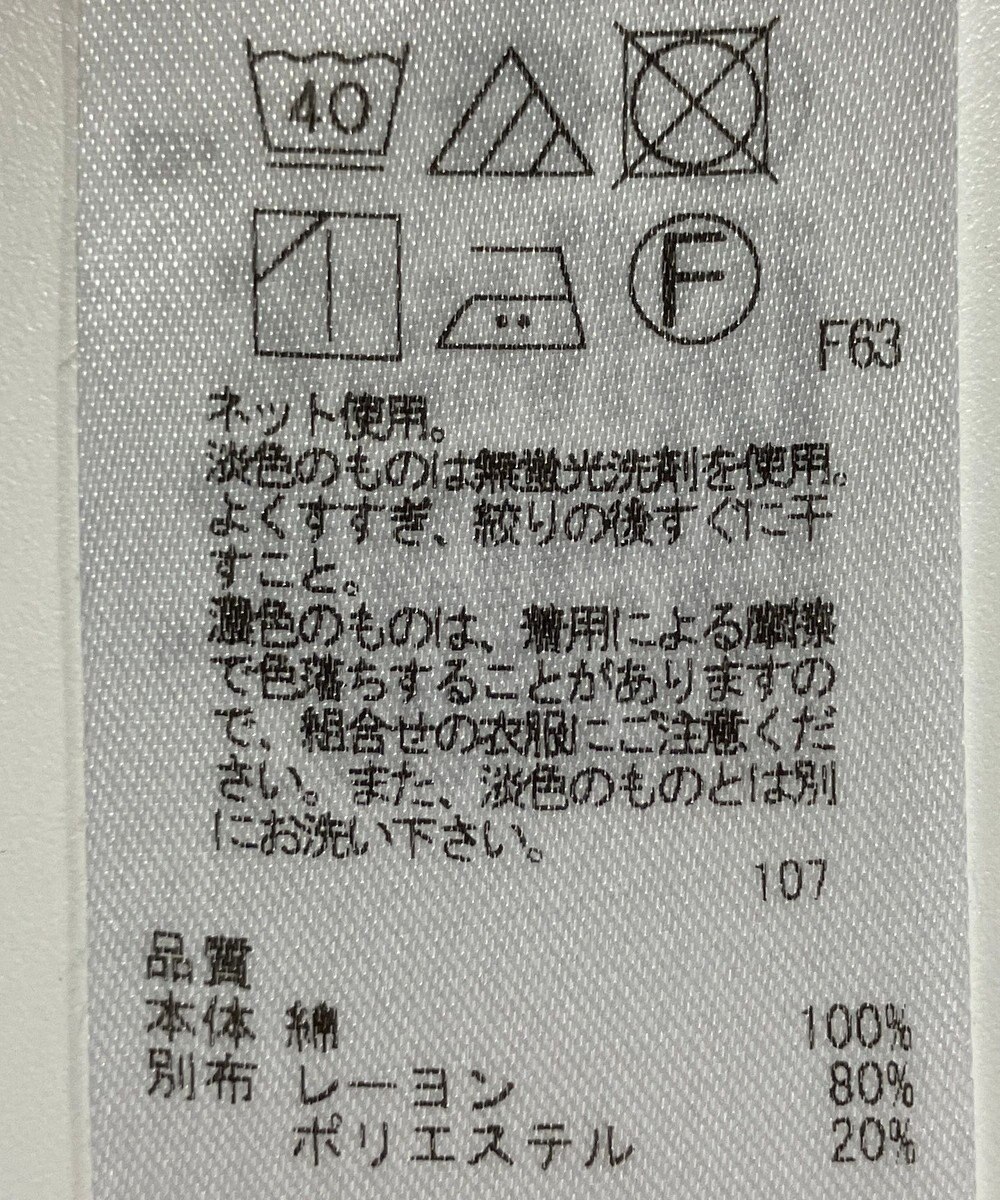 40
F
F63
ネット使用。
淡色のものは無蛍光洗剤を使用。
よくすすぎ、絞りの後すぐに干
すこと。
濃色のものは、着用による摩擦
で色落ちすることがありますの
で、組合せの衣服にご注意くだ
さい。また、淡色のものとは別
にお洗い下さい。
107
品質
本体 綿 100%
別布 レーヨン 80%
ポリエステル 20%